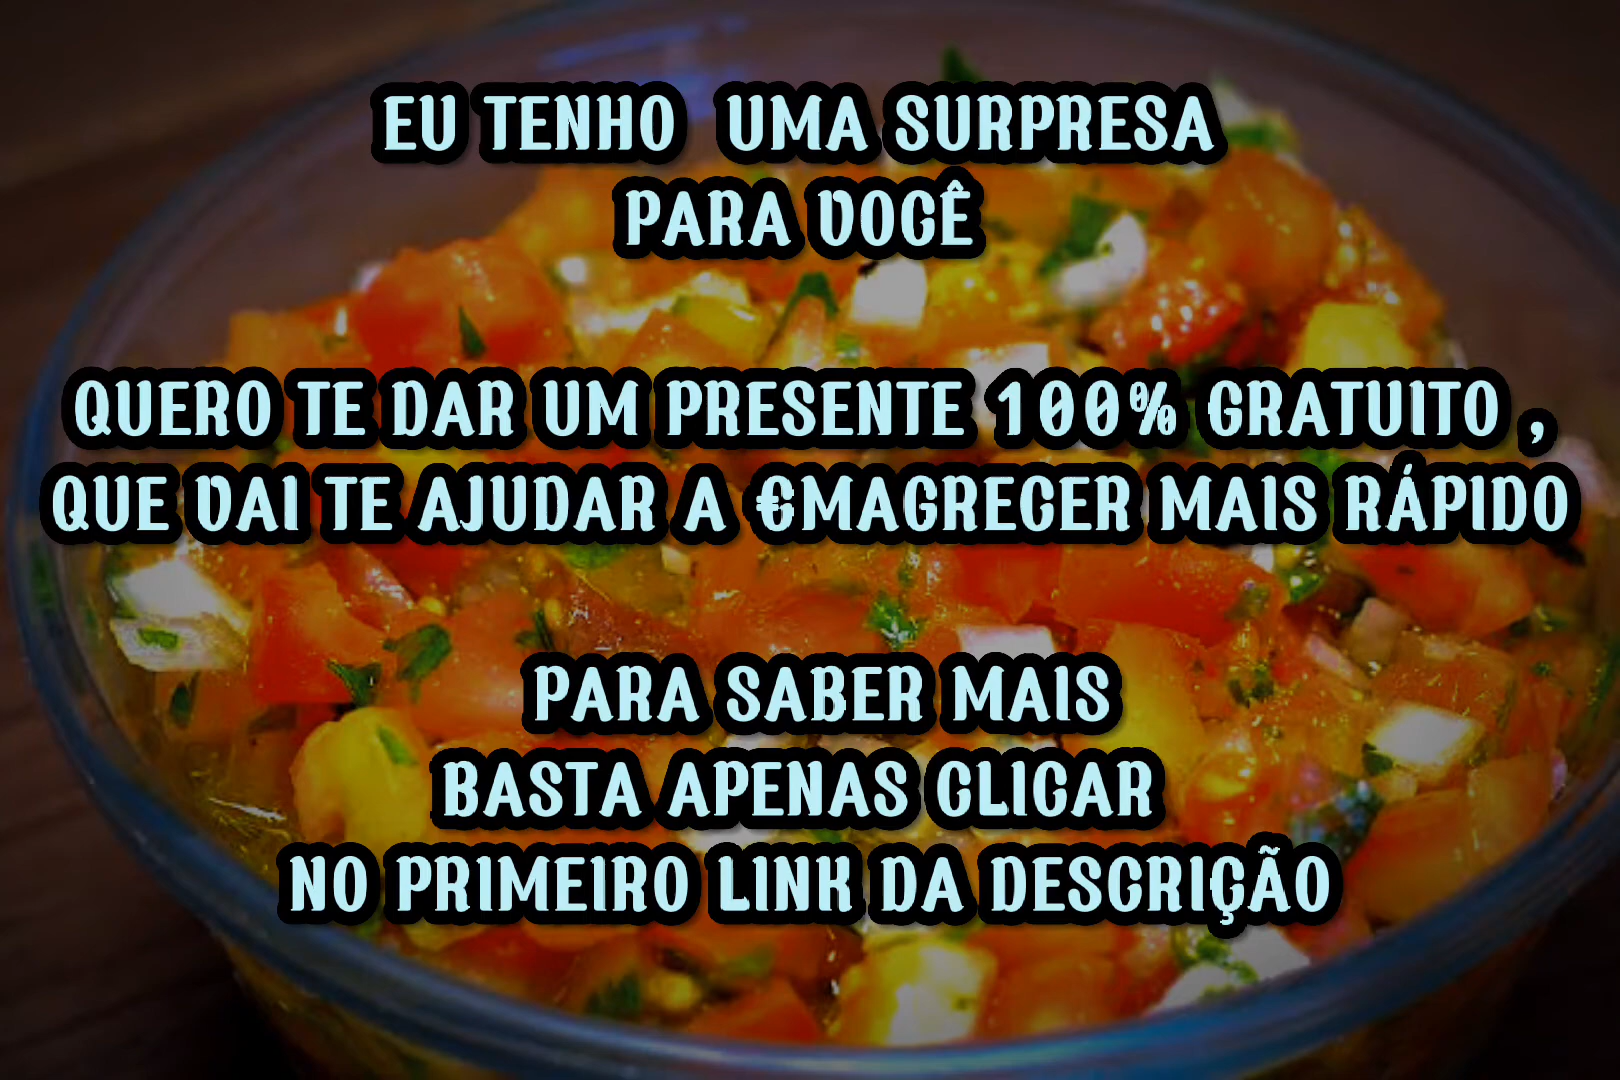 EU TENHO UMA SURPRESA
PARA VOCÊ
QUERO TE DAR UM PRESENTE 100% GRATUITO ,
QUE VAI TE AJUDAR A €MAGRECER MAIS RÁPIDO
PARA SABER MAIS
BASTA APENAS CLICAR
NO PRIMEIRO LINK DA DESCRIÇÃO